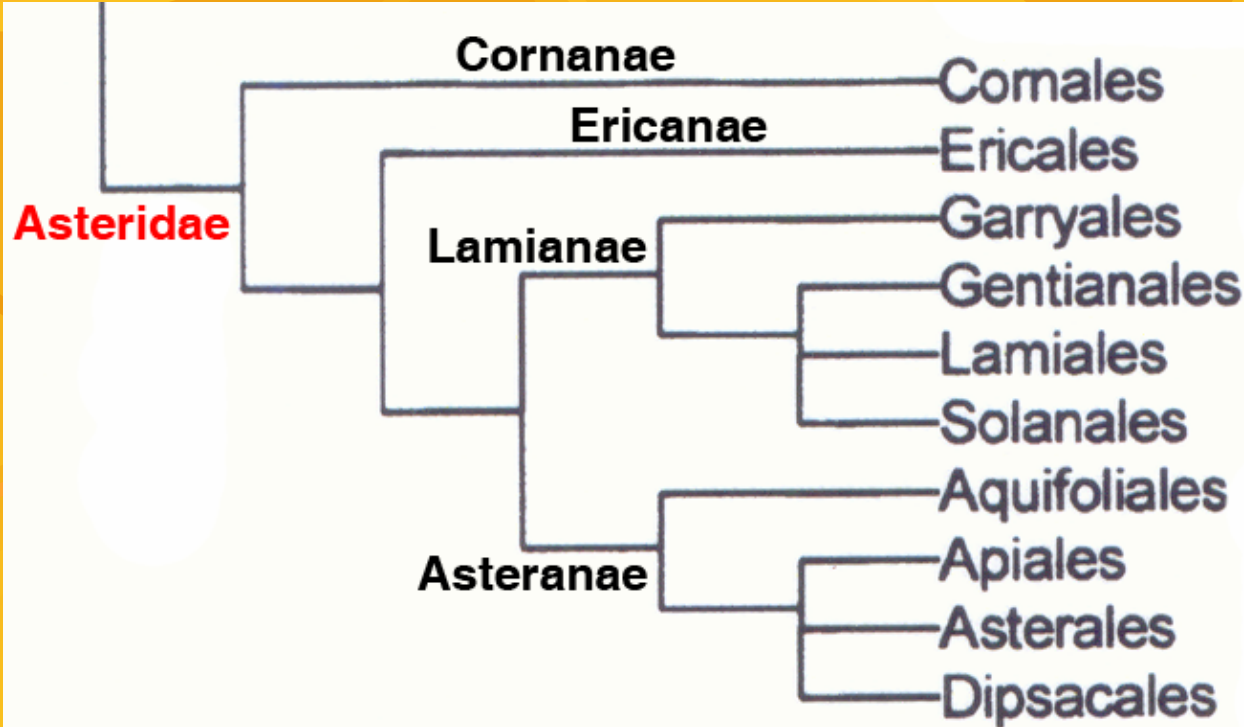 Cornanae
Cornales
Ericanae
Ericales
Asteridae
Garryales
Lamianae
Gentianales
Lamiales
Solanales
Aquifoliales
Asteranae
Apiales
Asterales
Dipsacales